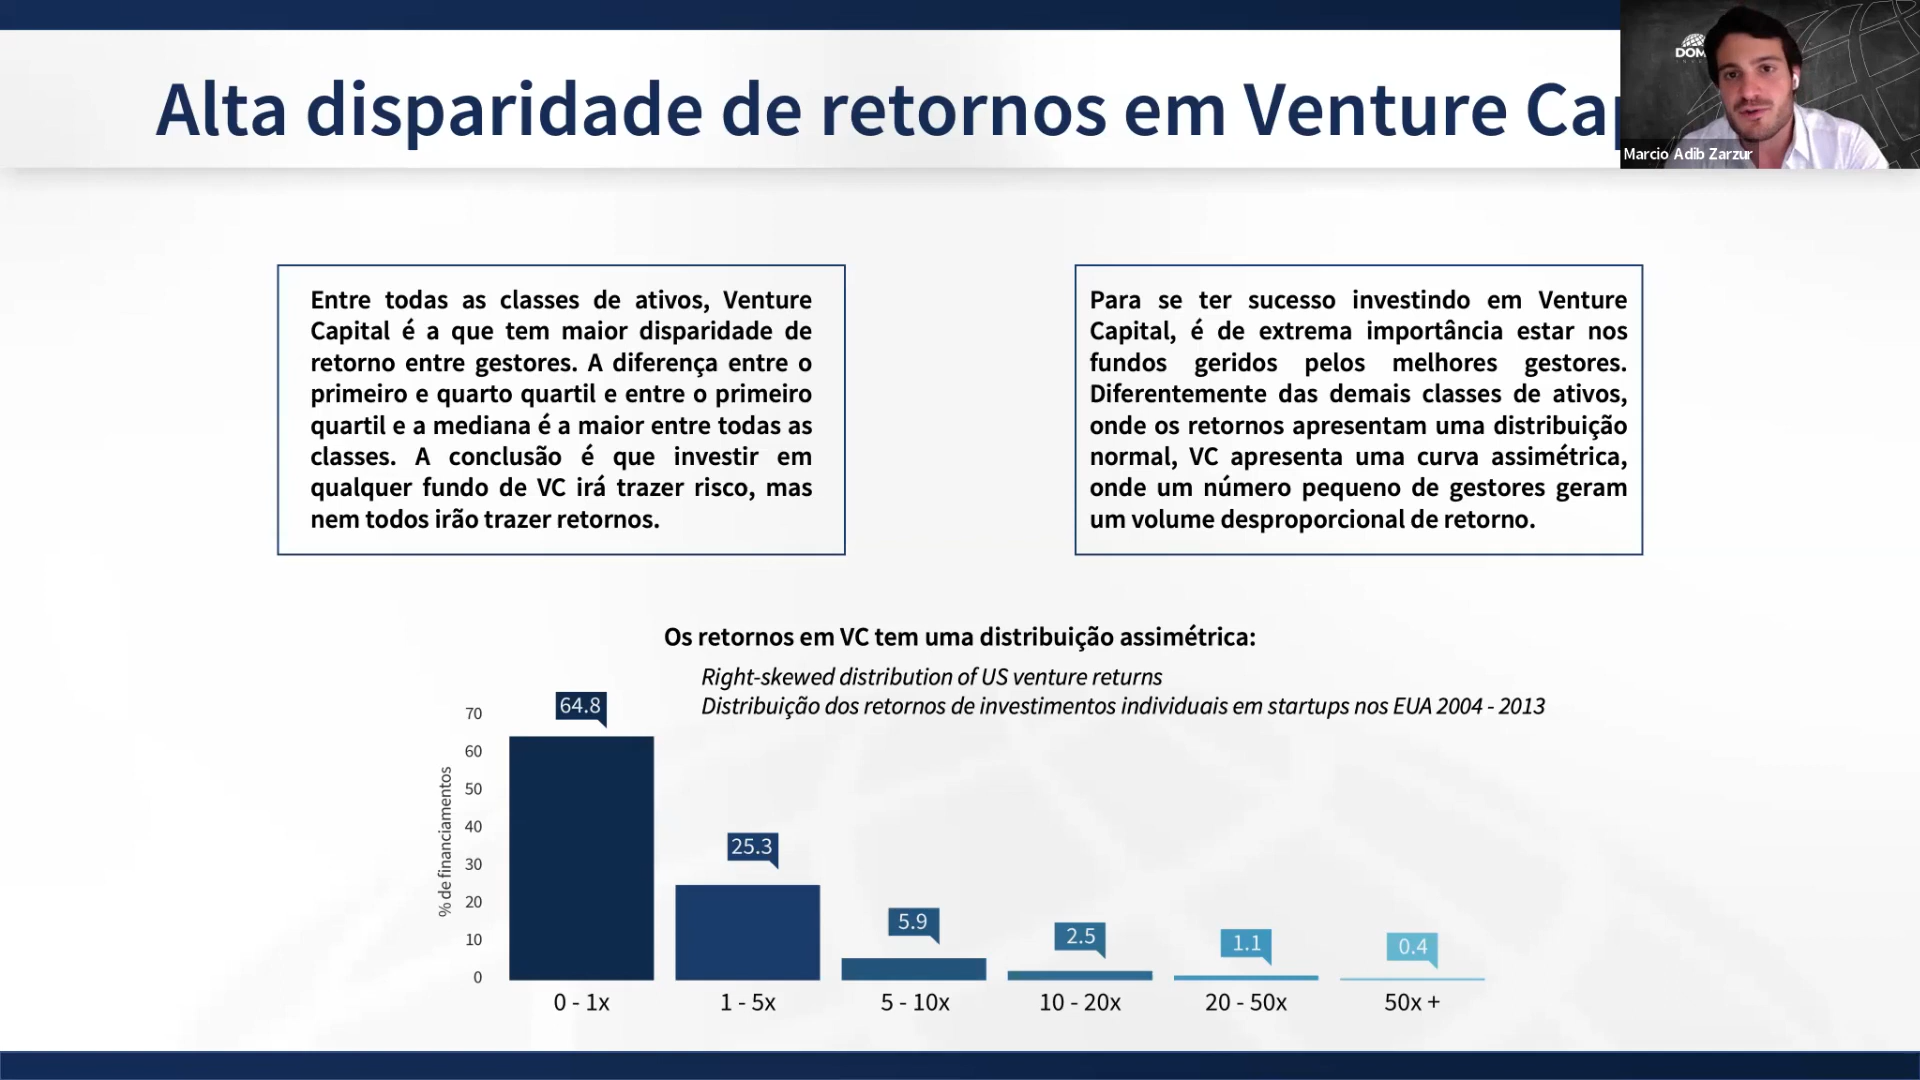 Alta disparidade de retornos em Venture Ca
DOM
Marcio Adib Zarzur
Entre todas as classes de ativos, Venture
Capital é a que tem maior disparidade de
retorno entre gestores. A diferença entre o
primeiro e quarto quartil e entre o primeiro
quartil e a mediana é a maior entre todas as
classes. A conclusão é que investir em
qualquer fundo de VC irá trazer risco, mas
nem todos irão trazer retornos.
Para se ter sucesso investindo em Venture
Capital, é de extrema importância estar nos
fundos geridos pelos melhores gestores.
Diferentemente das demais classes de ativos,
onde os retornos apresentam uma distribuição
normal, VC apresenta uma curva assimétrica,
onde um número pequeno de gestores geram
um volume desproporcional de retorno.
Os retornos em VC tem uma distribuição assimétrica:
Right-skewed distribution of US venture returns
Distribuição dos retornos de investimentos individuais em startups nos EUA 2004 - 2013
% de financiamentos
70
60
50
40
30
20
10
0
64.8
25.3
5.9
2.5
1.1
0.4
0 - 1x
1 - 5x
5 - 10x
10 - 20x
20 - 50x
50x +